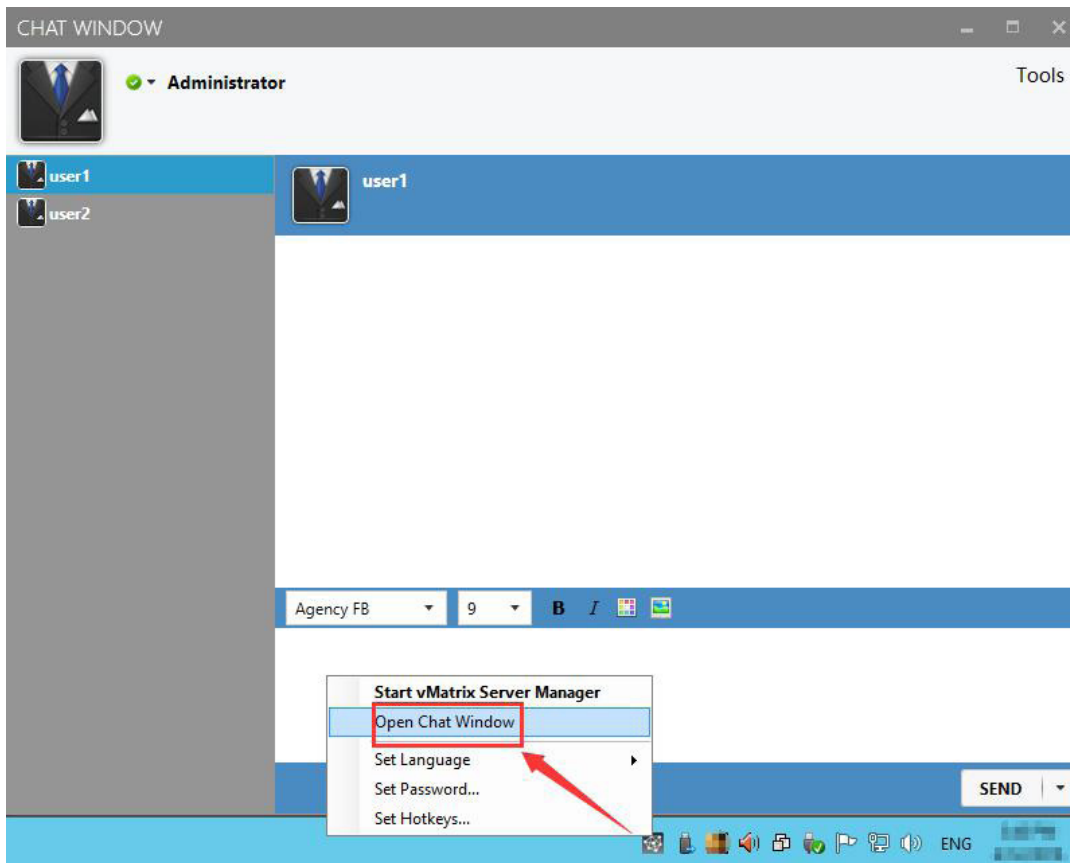 CHAT WINDOW
Administrator
Tools
user1
user2
user1
Agency FB
9
B
I
Start vMatrix Server Manager
Open Chat Window
Set Language
Set Password...
Set Hotkeys...
SEND
ENG